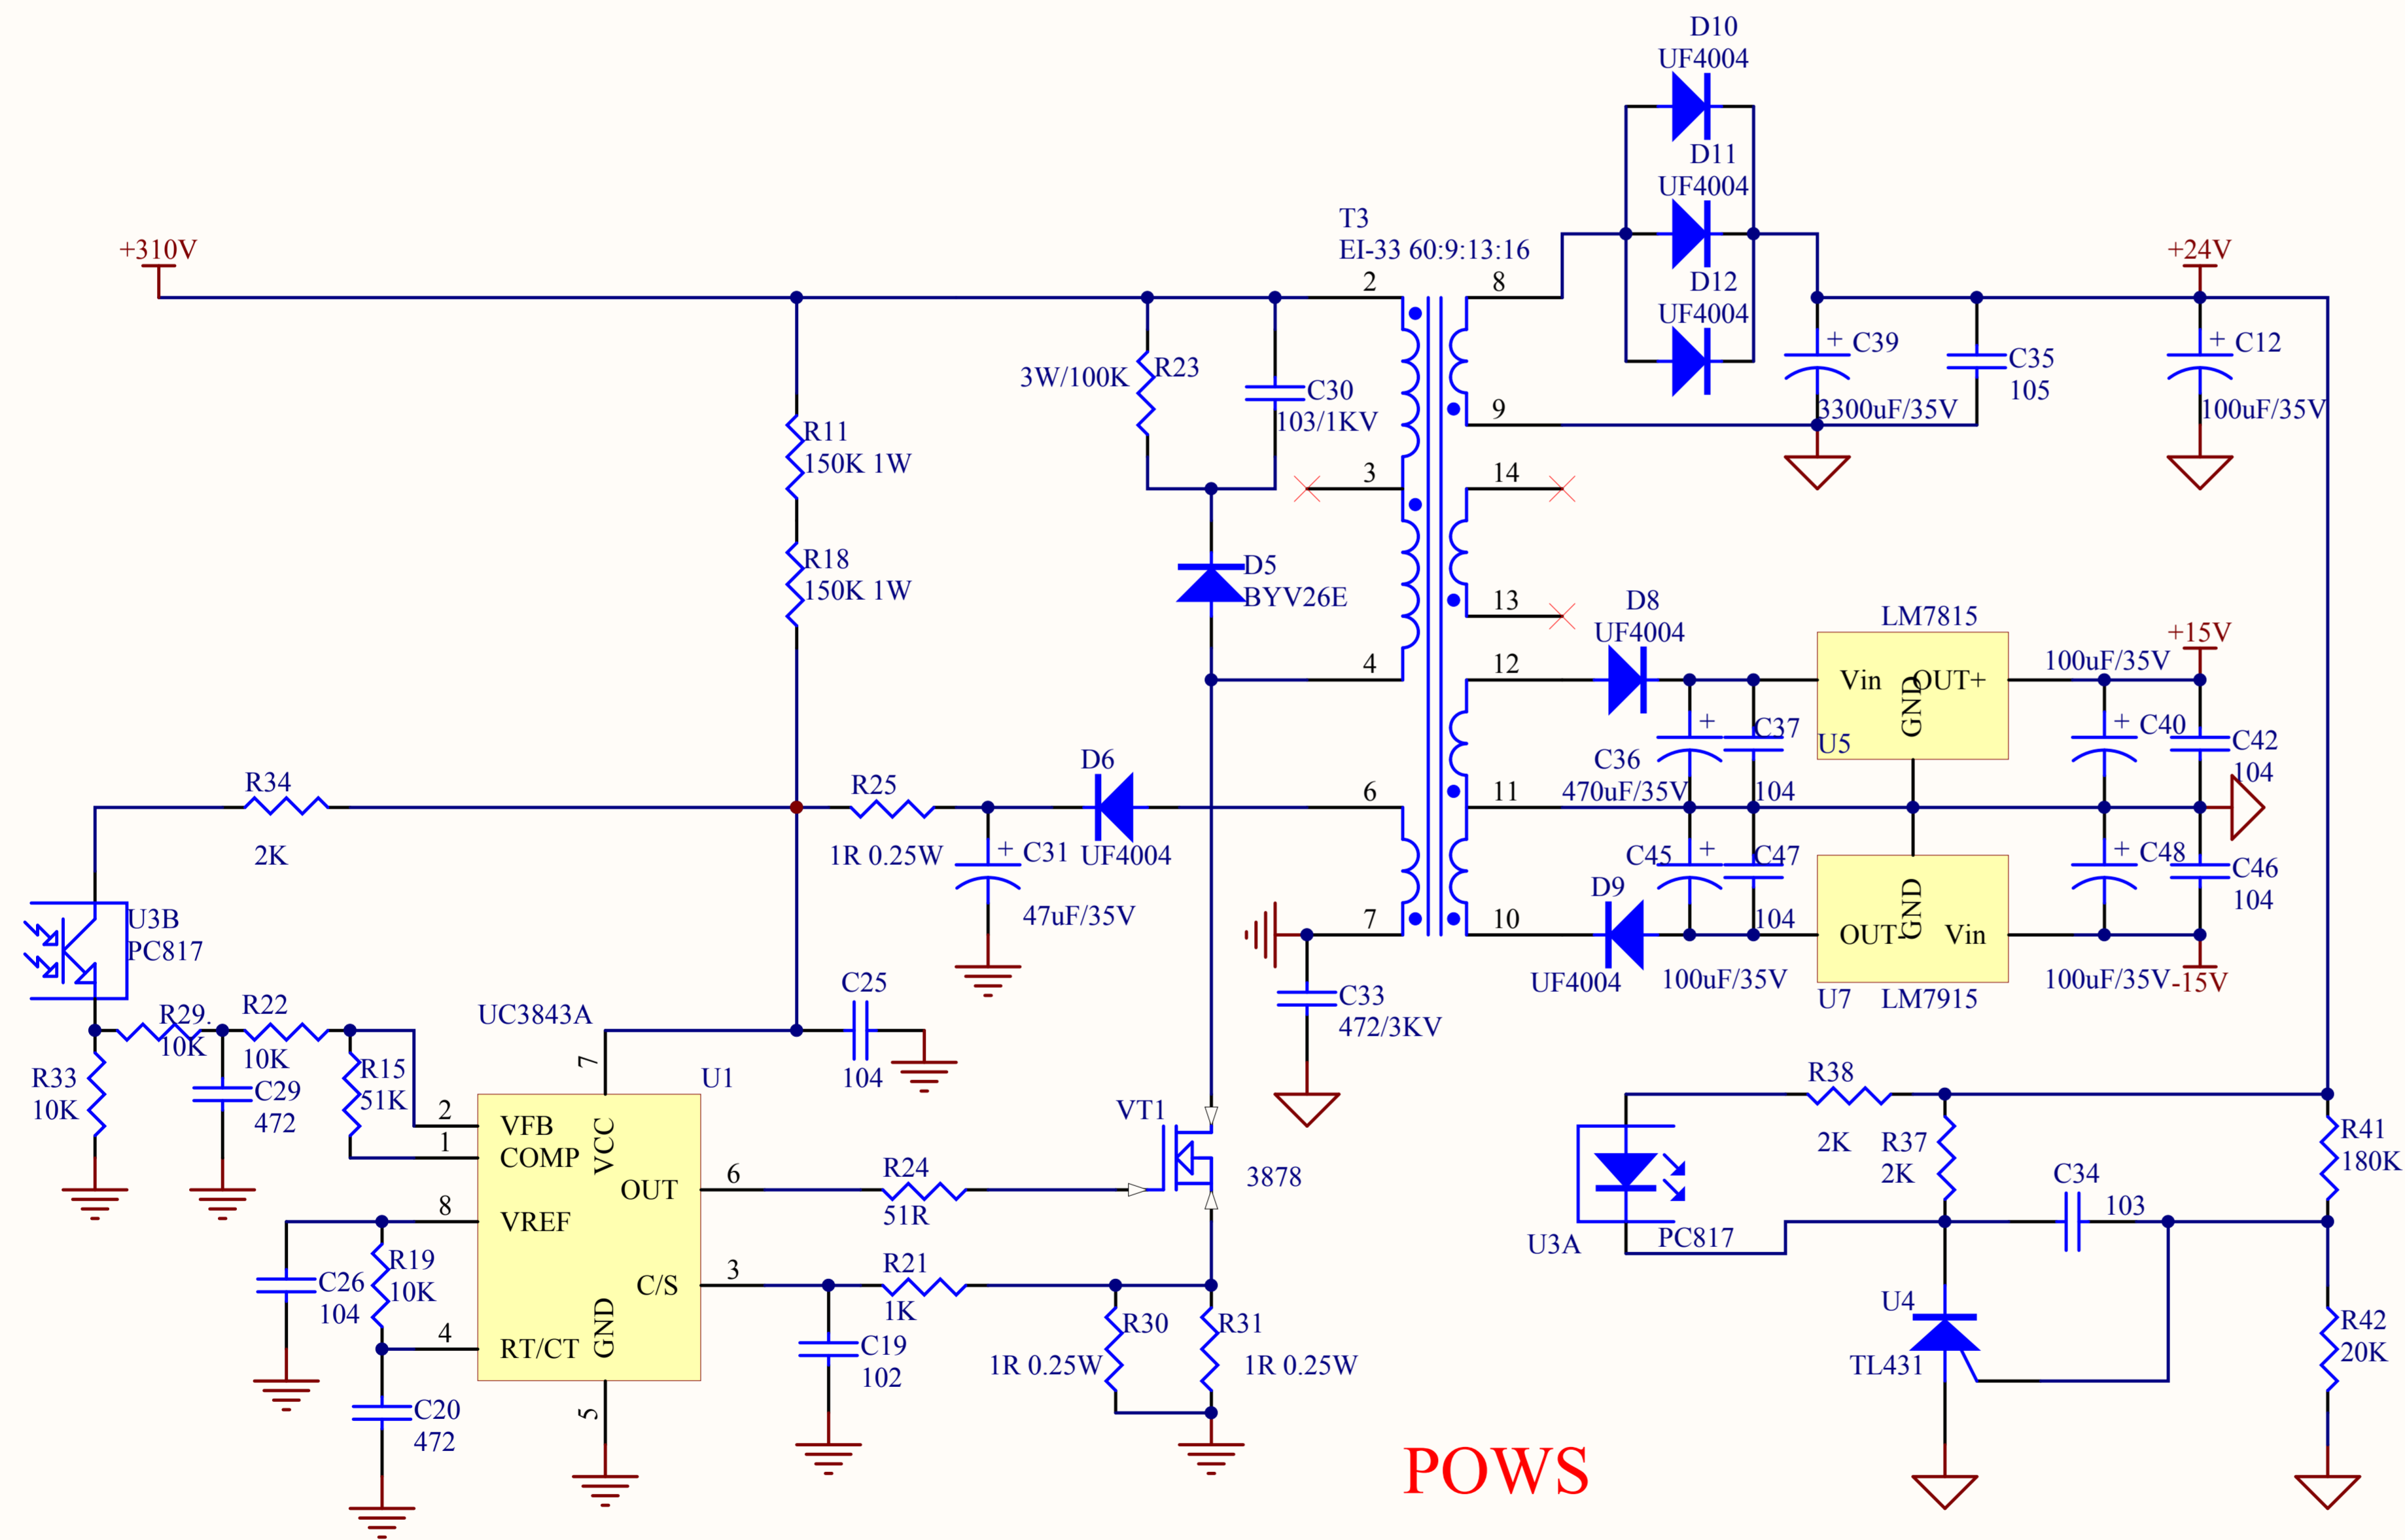 D10
UF4004
D11
UF4004
D12
UF4004
T3
EI-33 60:9:13:16
+310V
+24V
2
8
R23
3W/100K
C30
103/1KV
+
C39
3300uF/35V
C35
105
+
C12
100uF/35V
9
R11
150K 1W
3
14
R18
150K 1W
D5
BYV26E
13
4
12
D8
UF4004
LM7815
Vin
OUT+
GND
U5
+15V
100uF/35V
+
C40
C42
104
+
C36
470uF/35V
C37
104
R34
2K
R25
1R 0.25W
D6
UF4004
+
C31
47uF/35V
6
11
7
10
+
C45
100uF/35V
C47
104
D9
UF4004
OUT-
GND
Vin
U7
LM7915
+
C48
100uF/35V
C46
104
-15V
U3B
PC817
R29.
10K
R22
10K
R33
10K
C29
472
R15
51K
C25
104
C33
472/3KV
UC3843A
U1
7
VCC
2
VFB
1
COMP
8
VREF
4
RT/CT
OUT
6
C/S
3
GND
5
C26
104
R19
10K
C20
472
R24
51R
R21
1K
C19
102
VT1
3878
R30
1R 0.25W
R31
1R 0.25W
R38
2K
R37
2K
U3A
PC817
C34
103
R41
180K
U4
TL431
R42
20K
POWS